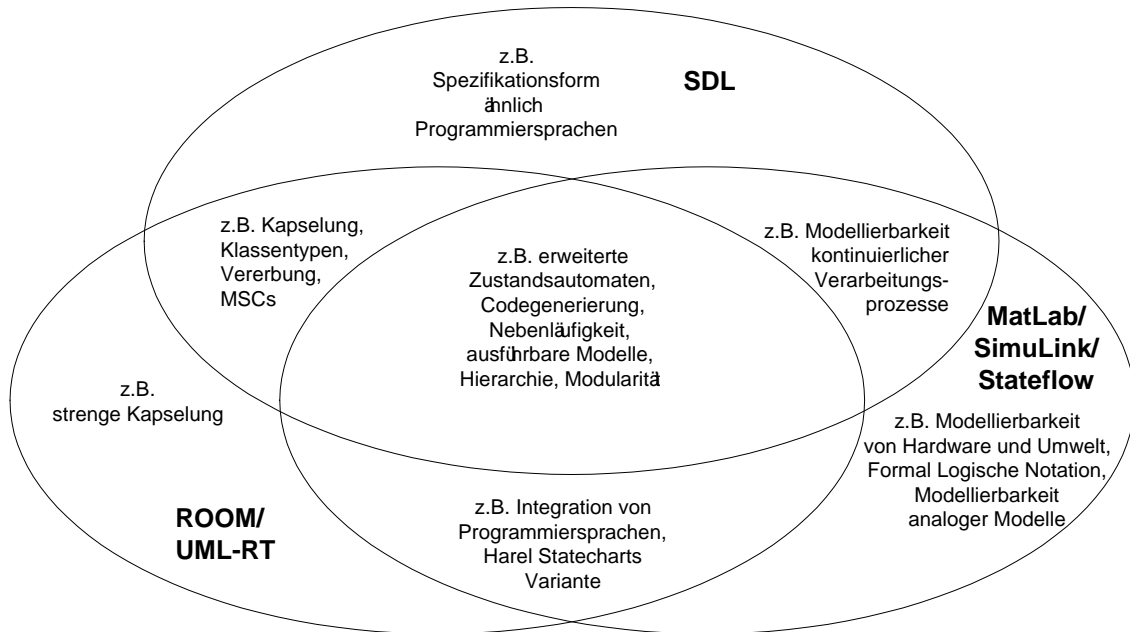 z.B.
Spezifikationsform
ähnlich
Programmiersprachen
SDL
z.B. Kapselung,
Klassentypen,
Vererbung,
MSCs
z.B. erweiterte
Zustandsautomaten,
Codegenerierung,
Nebenläufigkeit,
ausführbare Modelle,
Hierarchie, Modularität
z.B. Modellierbarkeit
kontinuierlicher
Verarbeitungs-
prozesse
MatLab/
SimuLink/
Stateflow
z.B.
strenge Kapselung
z.B. Modellierbarkeit
von Hardware und Umwelt,
Formal Logische Notation,
Modellierbarkeit
analoger Modelle
ROOM/
UML-RT
z.B. Integration von
Programmiersprachen,
Harel Statecharts
Variante